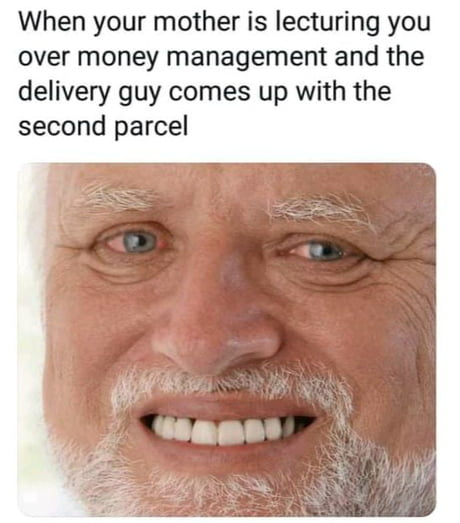 When your mother is lecturing you
over money management and the
delivery guy comes up with the
second parcel